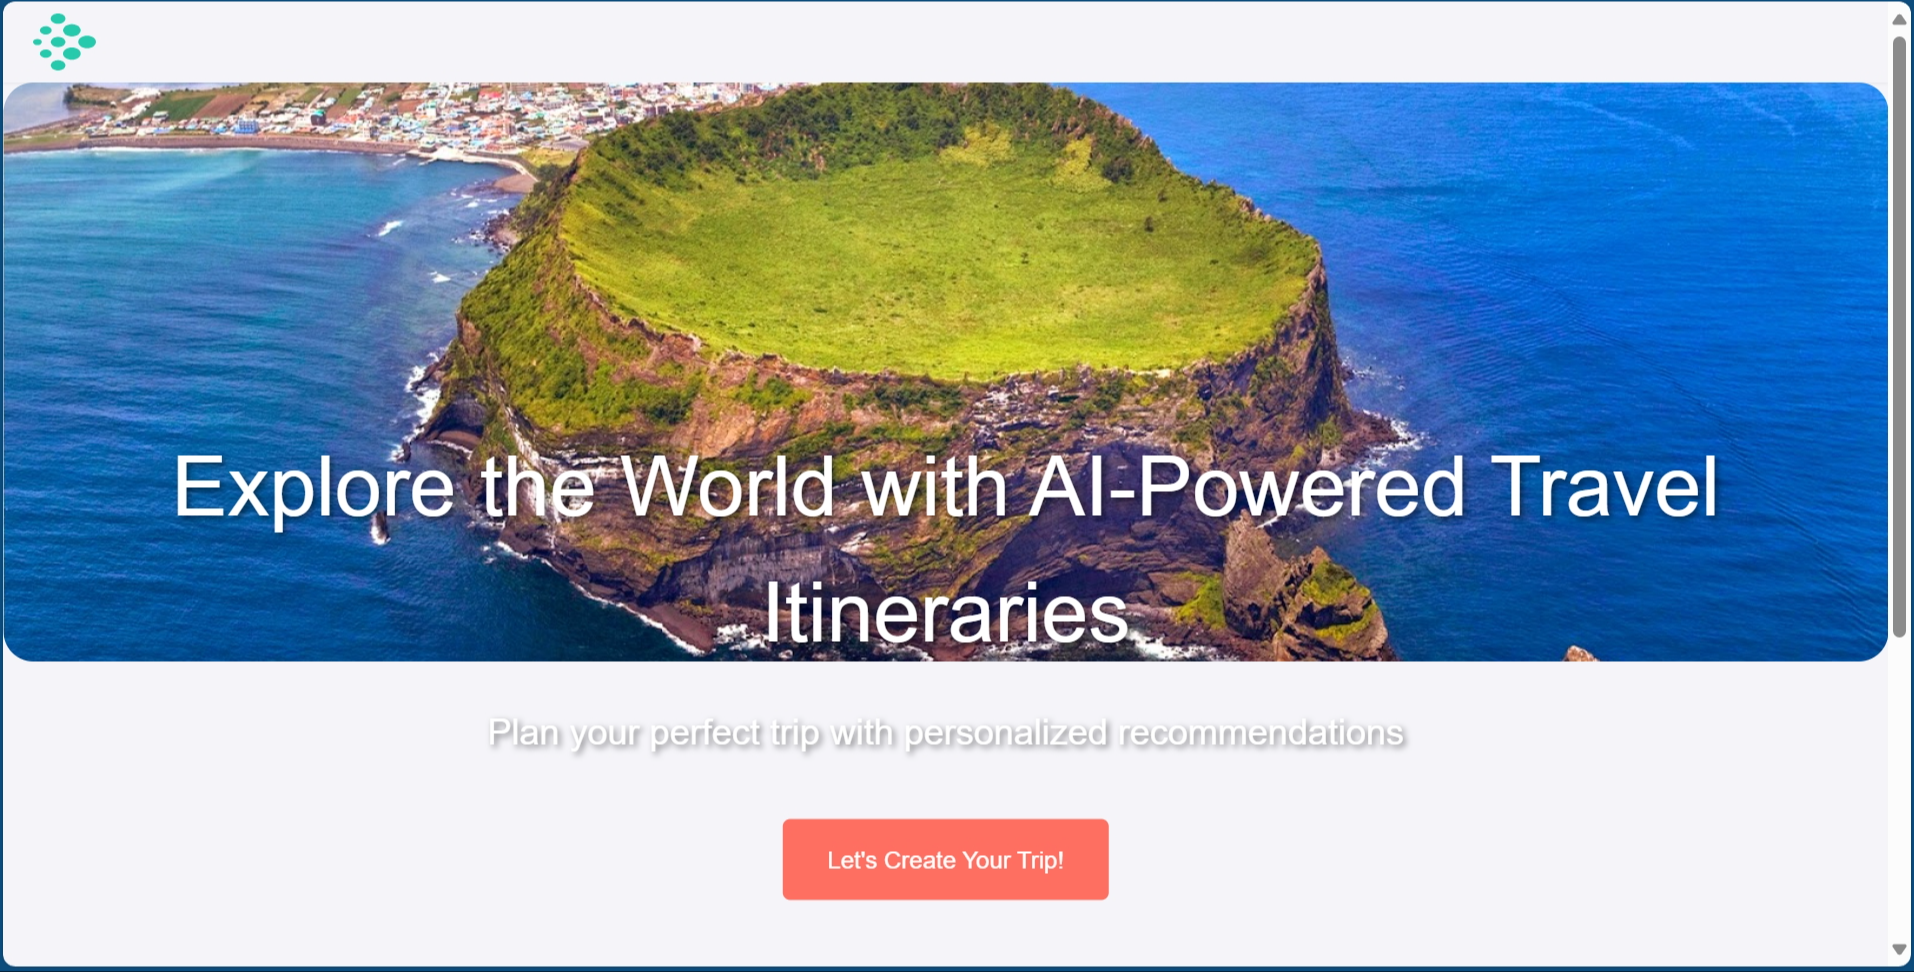 Explore the World with AI-Powered Travel
Itineraries
Plan your perfect trip with personalized recommendations
Let's Create Your Trip!